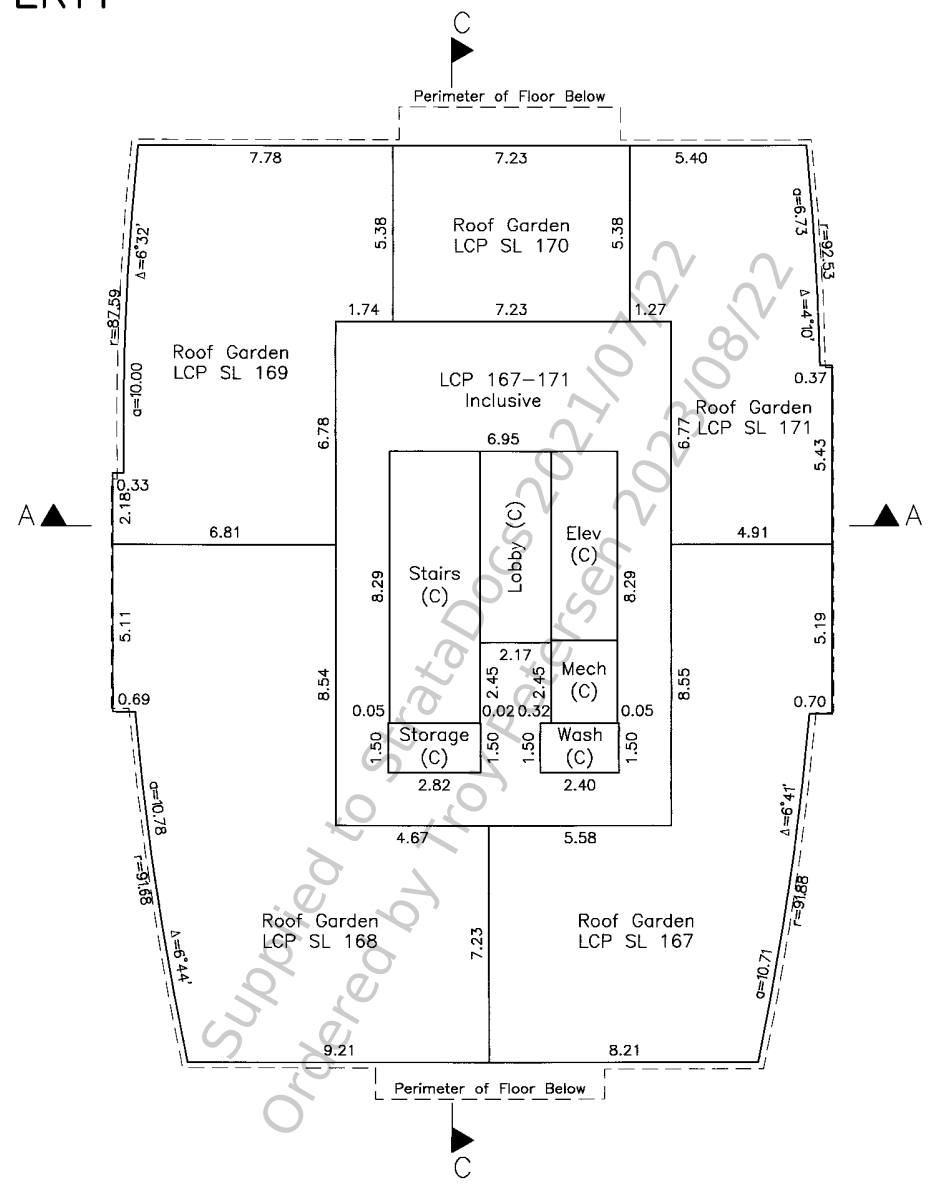 C
Perimeter of Floor Below
7.78
7.23
5.40
Δ=6°32'
r=87.59
a=10.00
5.38
Roof Garden
LCP SL 170
5.38
a=6.73
r=92.53
Δ=4°10'
1.74
7.23
1.27
Roof Garden
LCP SL 169
LCP 167-171
Inclusive
0.37
Roof Garden
LCP SL 171
6.78
6.77
5.43
6.95
0.33
2.18
A
A
6.81
4.91
Stairs
(C)
Lobby (C)
Elev
(C)
8.29
8.29
5.11
5.19
2.17
Mech
(C)
2.45
2.45
8.54
8.55
0.69
0.70
0.05
0.02
0.32
0.05
Storage
(C)
Wash
(C)
1.50
1.50
1.50
1.50
2.82
2.40
4.67
5.58
a=10.78
r=91.68
Δ=6°44'
Δ=6°41'
r=91.88
a=10.71
Roof Garden
LCP SL 168
Roof Garden
LCP SL 167
7.23
9.21
8.21
Perimeter of Floor Below
C
Supplied to StrataDocs 2021/07/22
Ordered by Troy Petersen 2023/08/22